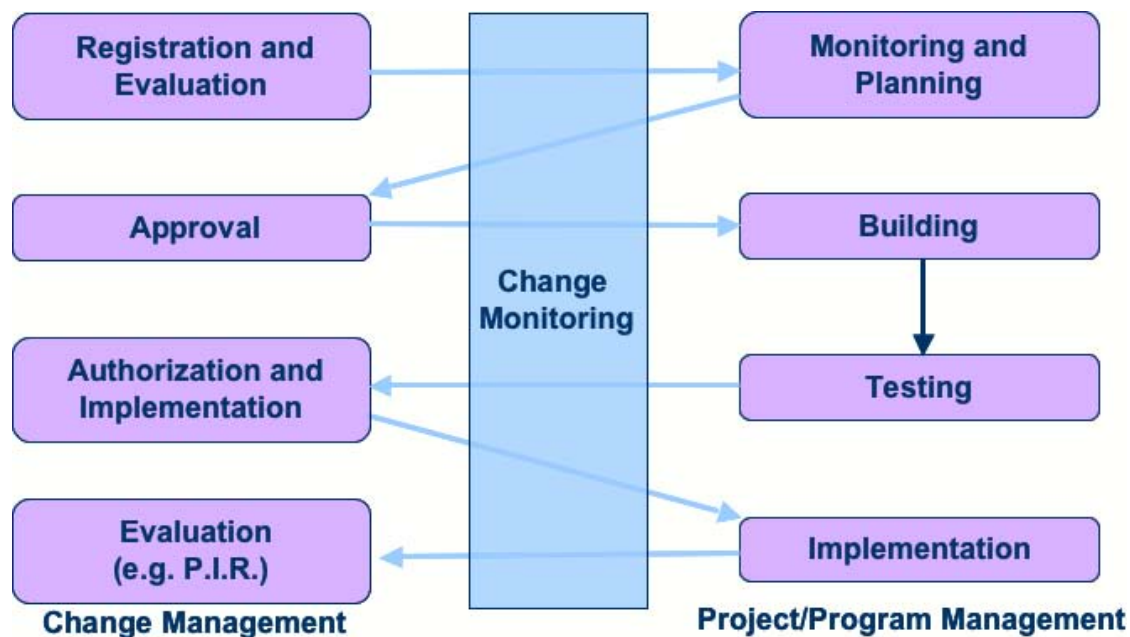 Registration and
Evaluation
Monitoring and
Planning
Approval
Building
Change
Monitoring
Authorization and
Implementation
Testing
Evaluation
(e.g. P.I.R.)
Implementation
Change Management
Project/Program Management